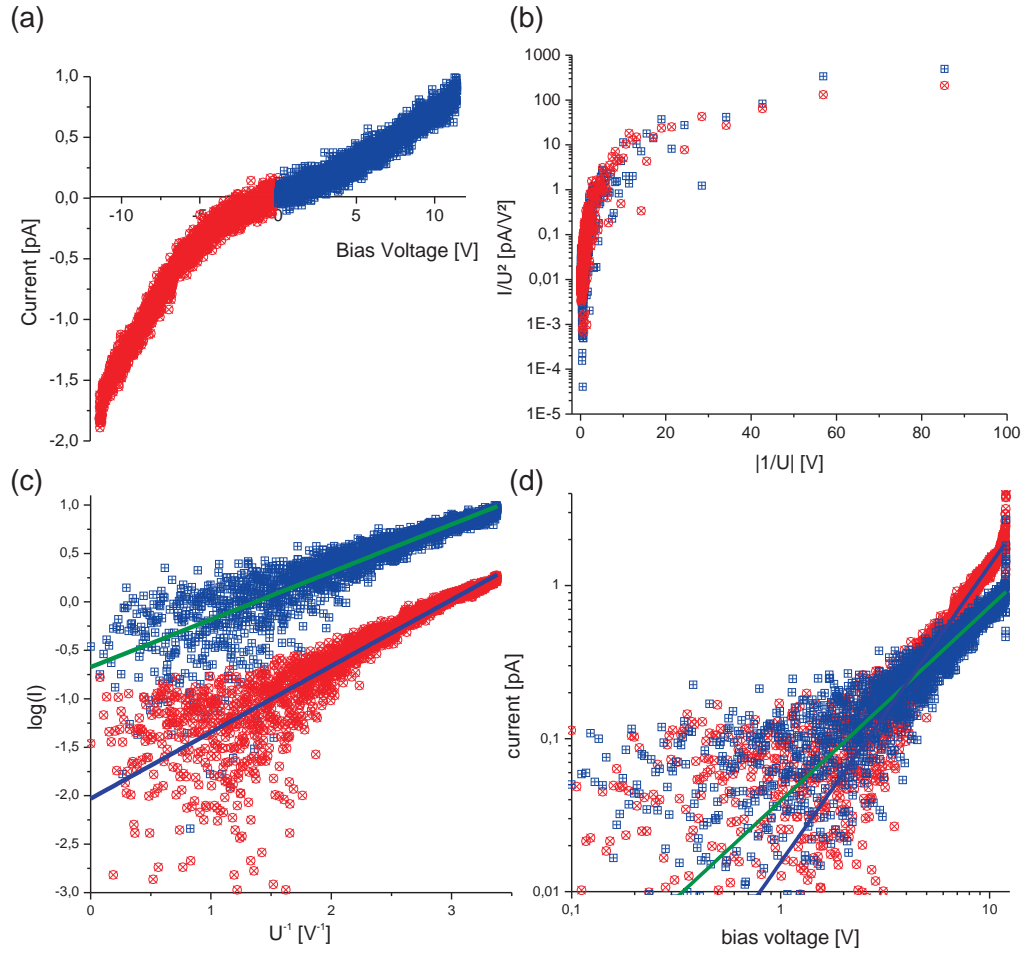 (a)
1,0
0,5
0,0
-0,5
-1,0
-1,5
-2,0
-10
-5
0
5
10
Current [pA]
Bias Voltage [V]
(b)
1000
100
10
1
0,1
0,01
1E-3
1E-4
1E-5
0
20
40
60
80
100
I/U² [pA/V²]
|1/U| [V]
(c)
1,0
0,5
0,0
-0,5
-1,0
-1,5
-2,0
-2,5
-3,0
0
1
2
3
log(I)
U⁻¹ [V⁻¹]
(d)
1
0,1
0,01
0,1
1
10
current [pA]
bias voltage [V]